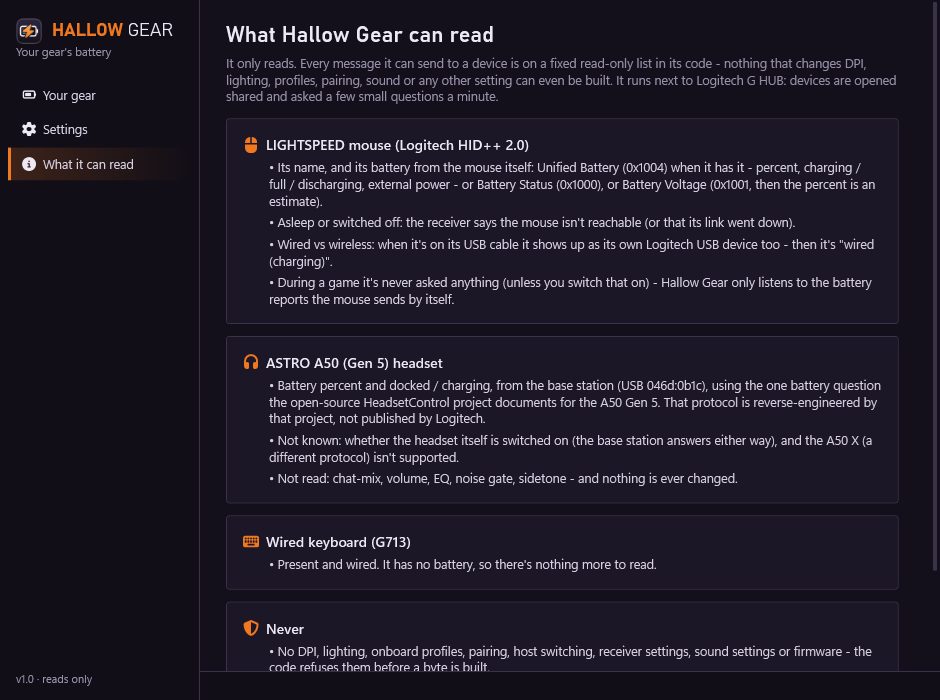 HALLOW GEAR
Your gear's battery
Your gear
Settings
What it can read
v1.0 · reads only
What Hallow Gear can read
It only reads. Every message it can send to a device is on a fixed read-only list in its code - nothing that changes DPI,
lighting, profiles, pairing, sound or any other setting can even be built. It runs next to Logitech G HUB: devices are opened
shared and asked a few small questions a minute.
LIGHTSPEED mouse (Logitech HID++ 2.0)
• Its name, and its battery from the mouse itself: Unified Battery (0x1004) when it has it - percent, charging /
full / discharging, external power - or Battery Status (0x1000), or Battery Voltage (0x1001, then the percent is an
estimate).
• Asleep or switched off: the receiver says the mouse isn't reachable (or that its link went down).
• Wired vs wireless: when it's on its USB cable it shows up as its own Logitech USB device too - then it's "wired
(charging)".
• During a game it's never asked anything (unless you switch that on) - Hallow Gear only listens to the battery
reports the mouse sends by itself.
ASTRO A50 (Gen 5) headset
• Battery percent and docked / charging, from the base station (USB 046d:0b1c), using the one battery question
the open-source HeadsetControl project documents for the A50 Gen 5. That protocol is reverse-engineered by
that project, not published by Logitech.
• Not known: whether the headset itself is switched on (the base station answers either way), and the A50 X (a
different protocol) isn't supported.
• Not read: chat-mix, volume, EQ, noise gate, sidetone - and nothing is ever changed.
Wired keyboard (G713)
• Present and wired. It has no battery, so there's nothing more to read.
Never
• No DPI, lighting, onboard profiles, pairing, host switching, receiver settings, sound settings or firmware - the
code refuses them before a byte is built.